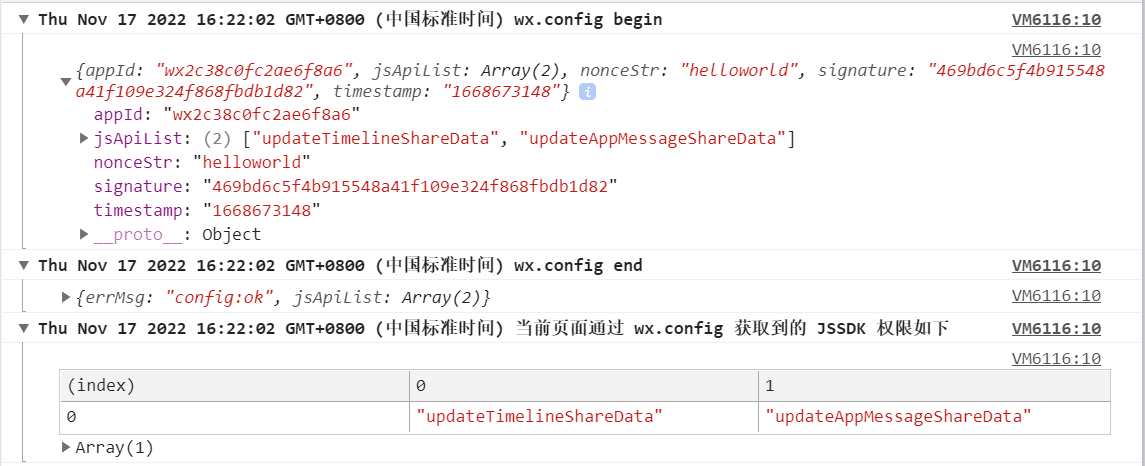 Thu Nov 17 2022 16:22:02 GMT+0800 (中国标准时间) wx.config begin VM6116:10
VM6116:10
{appId: "wx2c38c0fc2ae6f8a6", jsApiList: Array(2), nonceStr: "helloworld", signature: "469bd6c5f4b915548
a41f109e324f868fbdb1d82", timestamp: "1668673148"} i
appId: "wx2c38c0fc2ae6f8a6"
jsApiList: (2) ["updateTimelineShareData", "updateAppMessageShareData"]
nonceStr: "helloworld"
signature: "469bd6c5f4b915548a41f109e324f868fbdb1d82"
timestamp: "1668673148"
__proto__: Object
Thu Nov 17 2022 16:22:02 GMT+0800 (中国标准时间) wx.config end VM6116:10
{errMsg: "config:ok", jsApiList: Array(2)} VM6116:10
Thu Nov 17 2022 16:22:02 GMT+0800 (中国标准时间) 当前页面通过 wx.config 获取到的 JSSDK 权限如下 VM6116:10
VM6116:10
(index) 0 1
0 "updateTimelineShareData" "updateAppMessageShareData"
Array(1)